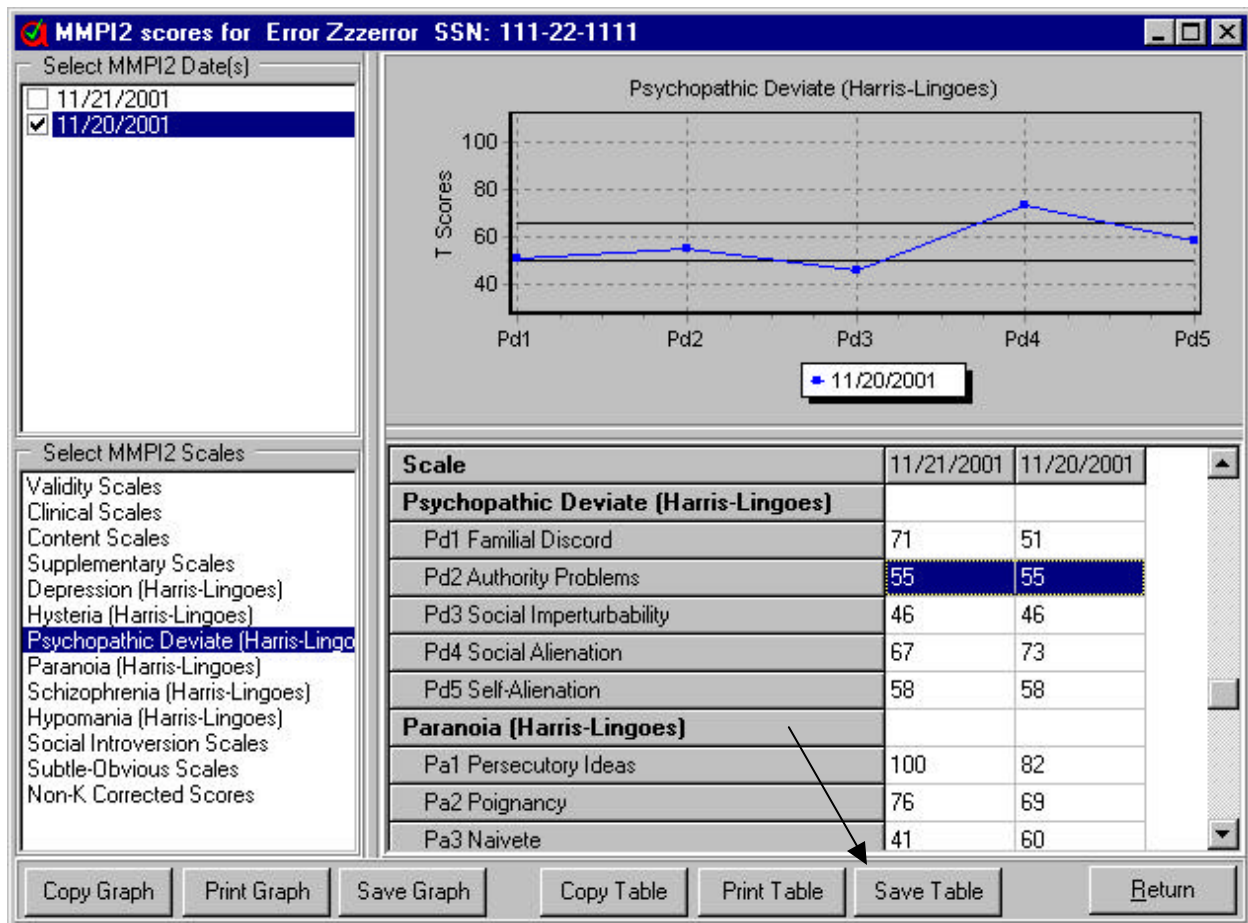 MMPI2 scores for Error Zzzerror SSN: 111-22-1111
Select MMPI2 Date(s)
11/21/2001
11/20/2001
Psychopathic Deviate (Harris-Lingoes)
T Scores
100
80
60
40
Pd1 Pd2 Pd3 Pd4 Pd5
11/20/2001
Select MMPI2 Scales
Validity Scales
Clinical Scales
Content Scales
Supplementary Scales
Depression (Harris-Lingoes)
Hysteria (Harris-Lingoes)
Psychopathic Deviate (Harris-Lingo
Paranoia (Harris-Lingoes)
Schizophrenia (Harris-Lingoes)
Hypomania (Harris-Lingoes)
Social Introversion Scales
Subtle-Obvious Scales
Non-K Corrected Scores
Scale 11/21/2001 11/20/2001
Psychopathic Deviate (Harris-Lingoes)
Pd1 Familial Discord 71 51
Pd2 Authority Problems 55 55
Pd3 Social Imperturbability 46 46
Pd4 Social Alienation 67 73
Pd5 Self-Alienation 58 58
Paranoia (Harris-Lingoes)
Pa1 Persecutory Ideas 100 82
Pa2 Poignancy 76 69
Pa3 Naivete 41 60
Copy Graph Print Graph Save Graph Copy Table Print Table Save Table Return